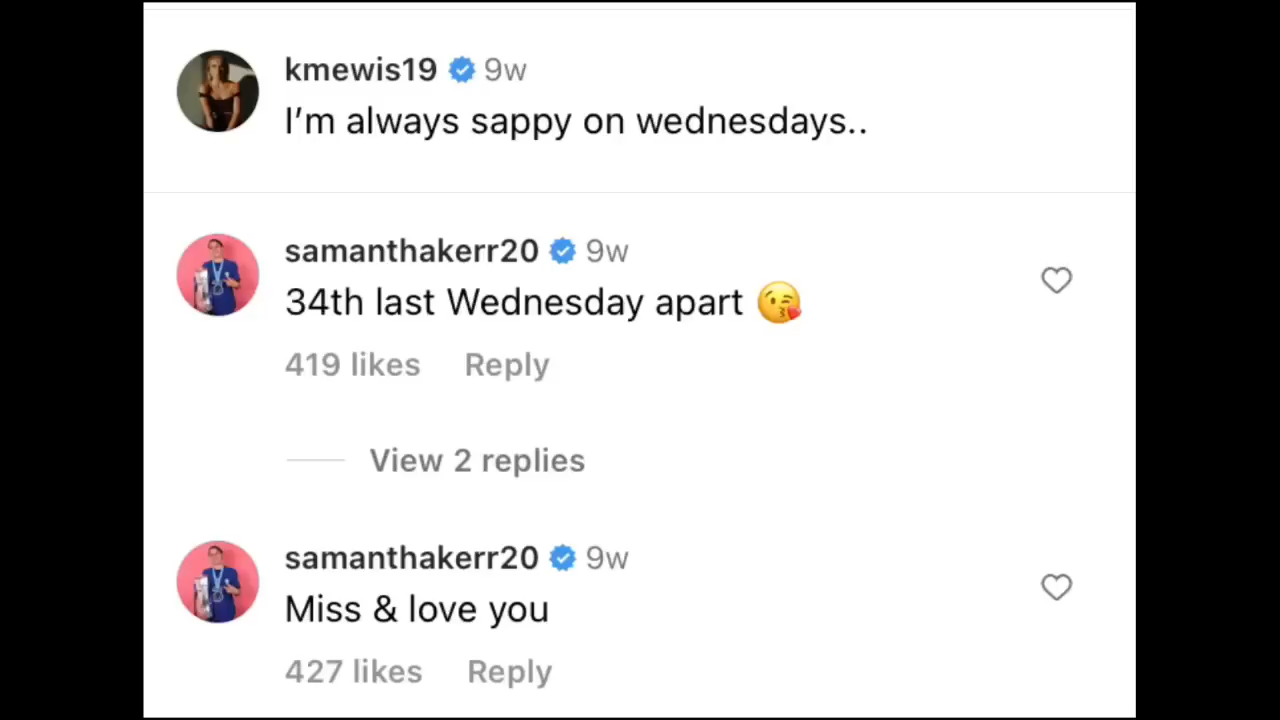 kmewis19 9w
I’m always sappy on wednesdays..
samanthakerr20 9w
34th last Wednesday apart 😘
419 likes Reply
View 2 replies
samanthakerr20 9w
Miss & love you
427 likes Reply